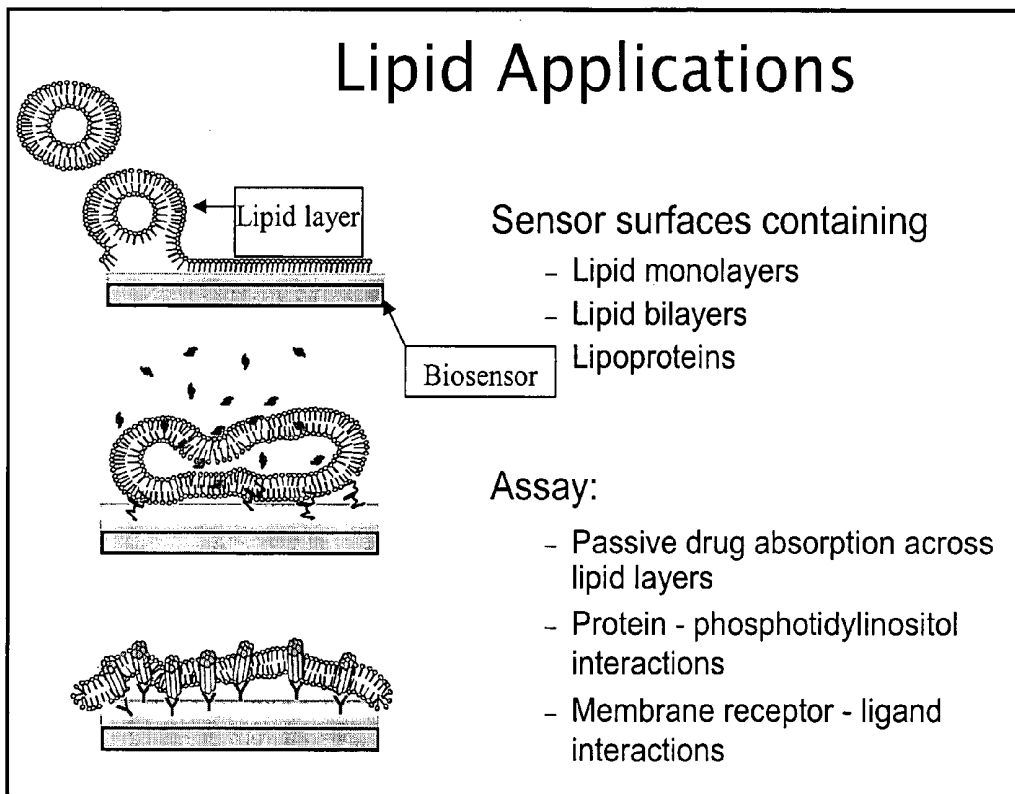 Lipid Applications
Lipid layer
Biosensor
Sensor surfaces containing
- Lipid monolayers
- Lipid bilayers
Lipoproteins
Assay:
- Passive drug absorption across
lipid layers
- Protein - phosphotidylinositol
interactions
- Membrane receptor - ligand
interactions